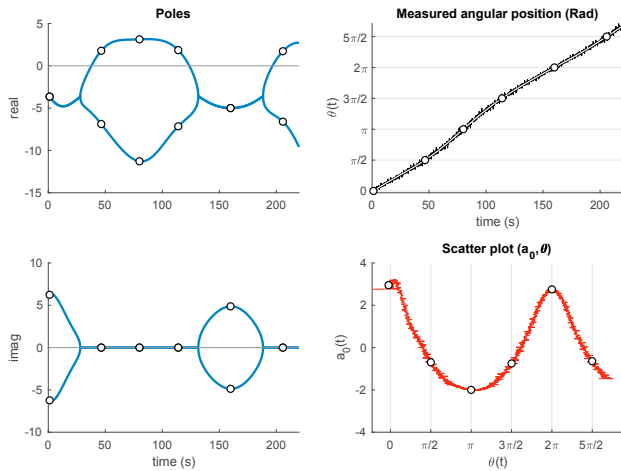 Poles
real
5
0
-5
-10
-15
0 50 100 150 200
Measured angular position (Rad)
θ(t)
5π/2
2π
3π/2
π
π/2
0
0 50 100 150 200
time (s)
imag
10
5
0
-5
-10
0 50 100 150 200
time (s)
Scatter plot (a₀,θ)
a₀(t)
4
2
0
-2
-4
0 π/2 π 3π/2 2π 5π/2
θ(t)